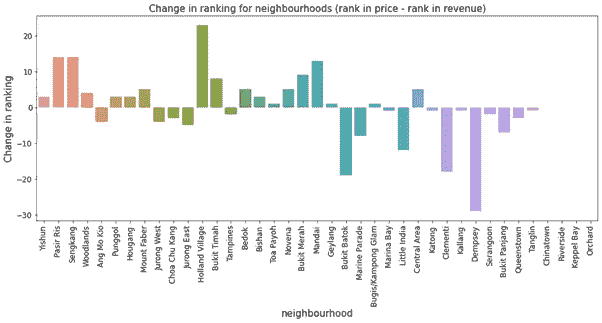 Change in ranking for neighbourhoods (rank in price - rank in revenue)
Change in ranking
20
10
0
−10
−20
−30
Yishun
Pasir Ris
Sengkang
Woodlands
Ang Mo Kio
Punggol
Hougang
Mount Faber
Jurong West
Choa Chu Kang
Jurong East
Holland Village
Bukit Timah
Tampines
Bedok
Bishan
Toa Payoh
Novena
Bukit Merah
Mandai
Geylang
Bukit Batok
Marine Parade
Bugis/Kampong Glam
Marina Bay
Little India
Central Area
Katong
Clementi
Kallang
Dempsey
Serangoon
Bukit Panjang
Queenstown
Tanglin
Chinatown
Riverside
Keppel Bay
Orchard
neighbourhood